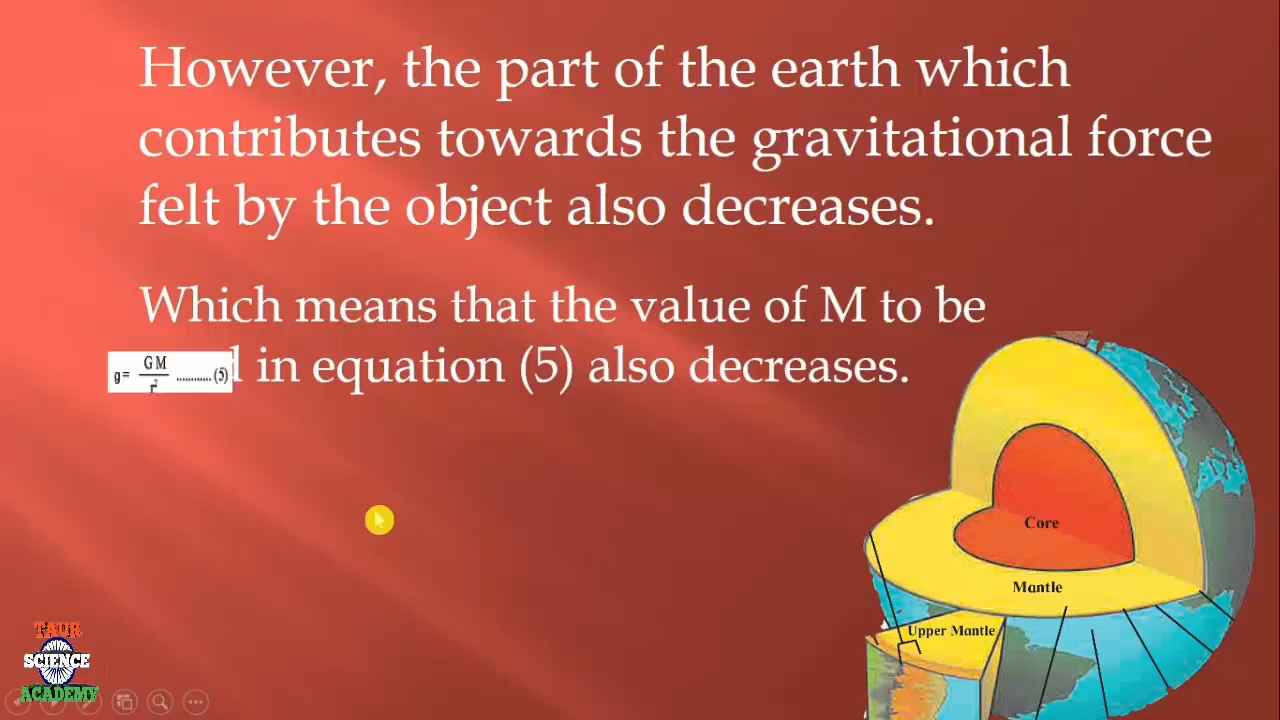 However, the part of the earth which
contributes towards the gravitational force
felt by the object also decreases.
Which means that the value of M to be
in equation (5) also decreases.
g = G M / r² ........... (5)
Core
Mantle
Upper Mantle
TAUR
SCIENCE
ACADEMY